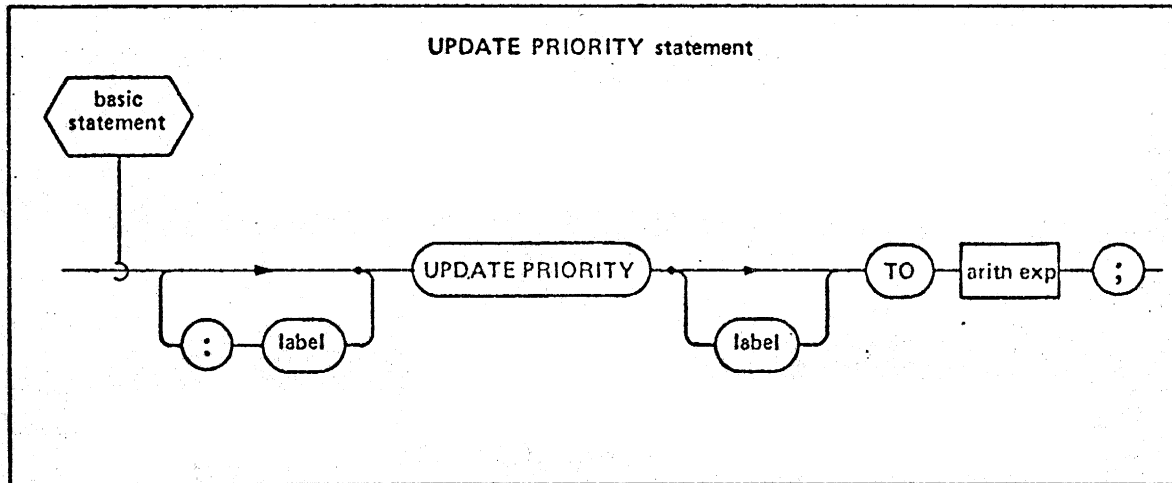 UPDATE PRIORITY statement
basic
statement
UPDATE PRIORITY
TO
arith exp
;
:
label
label